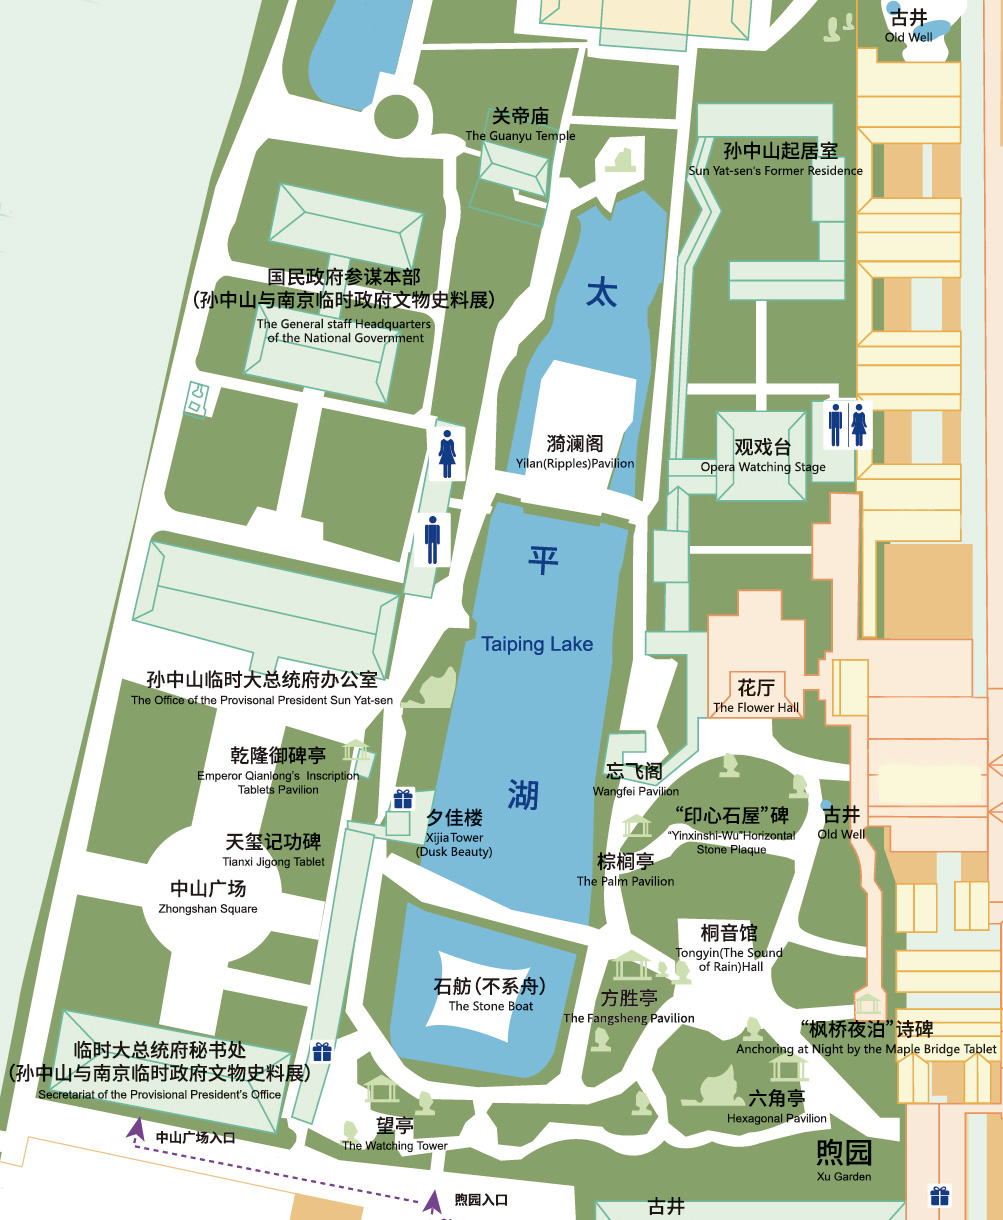 古井
Old Well
关帝庙
The Guanyu Temple
孙中山起居室
Sun Yat-sen's Former Residence
国民政府参谋本部
(孙中山与南京临时政府文物史料展)
The General staff Headquarters
of the National Government
太
漪澜阁
Yilan(Ripples)Pavilion
观戏台
Opera Watching Stage
平
Taiping Lake
湖
孙中山临时大总统府办公室
The Office of the Provisonal President Sun Yat-sen
花厅
The Flower Hall
乾隆御碑亭
Emperor Qianlong's Inscription
Tablets Pavilion
忘飞阁
Wangfei Pavilion
夕佳楼
XijiaTower
(Dusk Beauty)
“印心石屋”碑
“Yinxinshi-Wu”Horizontal
Stone Plaque
古井
Old Well
天玺记功碑
Tianxi Jigong Tablet
棕榈亭
The Palm Pavilion
中山广场
Zhongshan Square
桐音馆
Tongyin(The Sound
of Rain)Hall
石舫(不系舟)
The Stone Boat
方胜亭
The Fangsheng Pavilion
“枫桥夜泊”诗碑
Anchoring at Night by the Maple Bridge Tablet
临时大总统府秘书处
(孙中山与南京临时政府文物史料展)
Secretariat of the Provisional President's Office
六角亭
Hexagonal Pavilion
望亭
The Watching Tower
中山广场入口
煦园
Xu Garden
煦园入口
古井